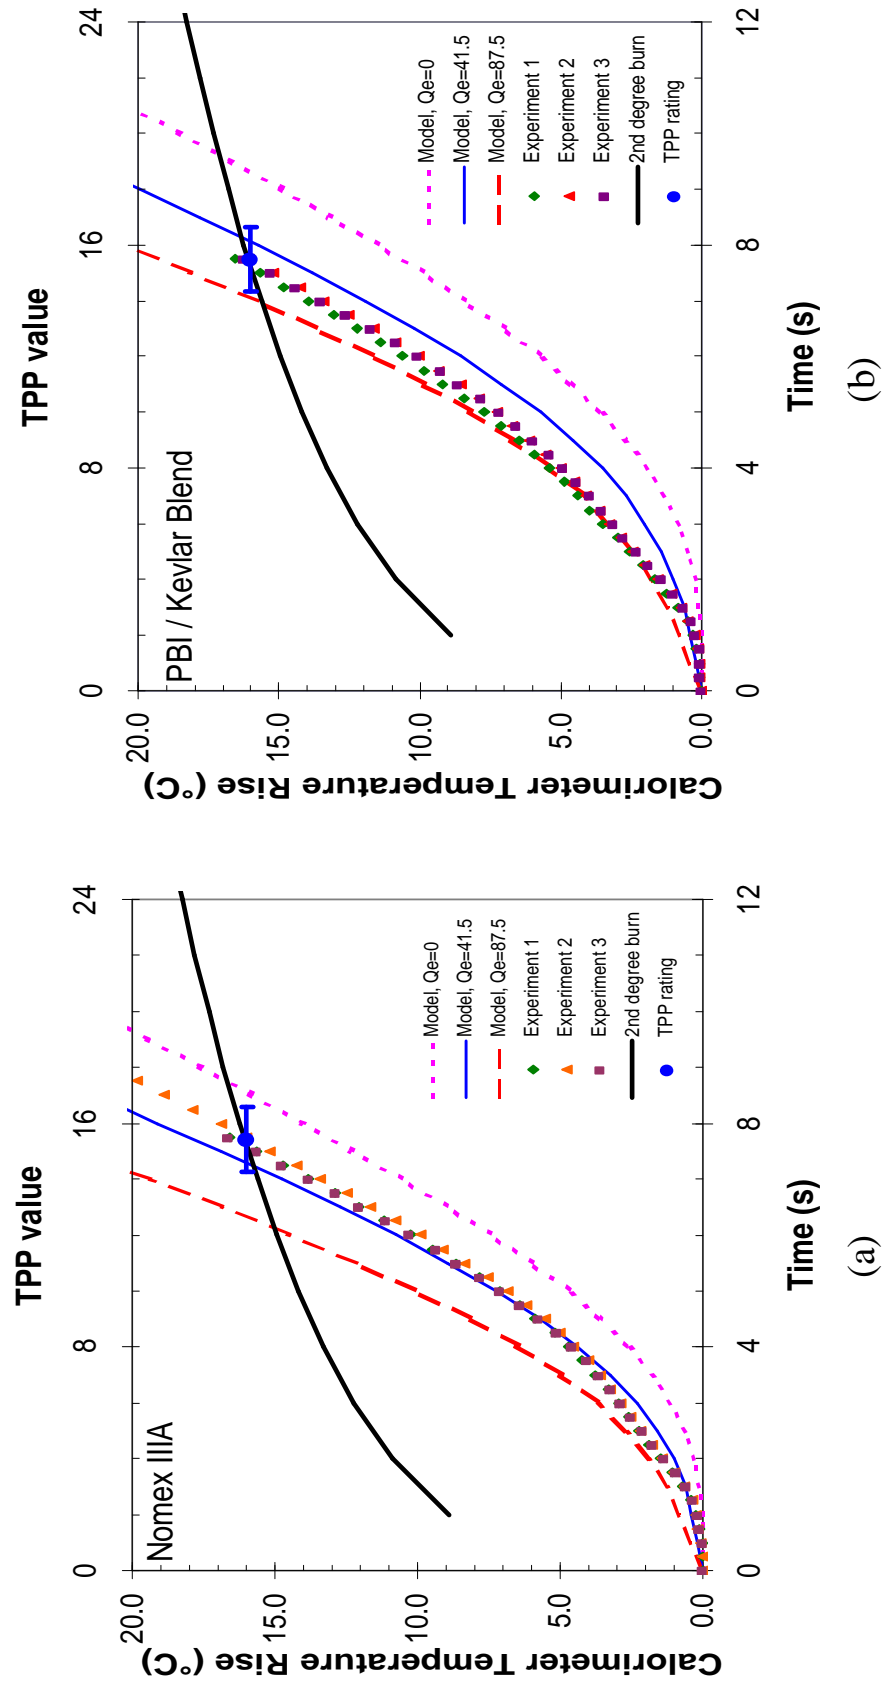 TPP value
0
8
16
24
Nomex IIIA
20.0
15.0
10.0
5.0
0.0
Calorimeter Temperature Rise (°C)
Model, Qe=0
Model, Qe=41.5
Model, Qe=87.5
Experiment 1
Experiment 2
Experiment 3
2nd degree burn
TPP rating
0
4
8
12
Time (s)
(a)
TPP value
0
8
16
24
PBI / Kevlar Blend
20.0
15.0
10.0
5.0
0.0
Calorimeter Temperature Rise (°C)
Model, Qe=0
Model, Qe=41.5
Model, Qe=87.5
Experiment 1
Experiment 2
Experiment 3
2nd degree burn
TPP rating
0
4
8
12
Time (s)
(b)